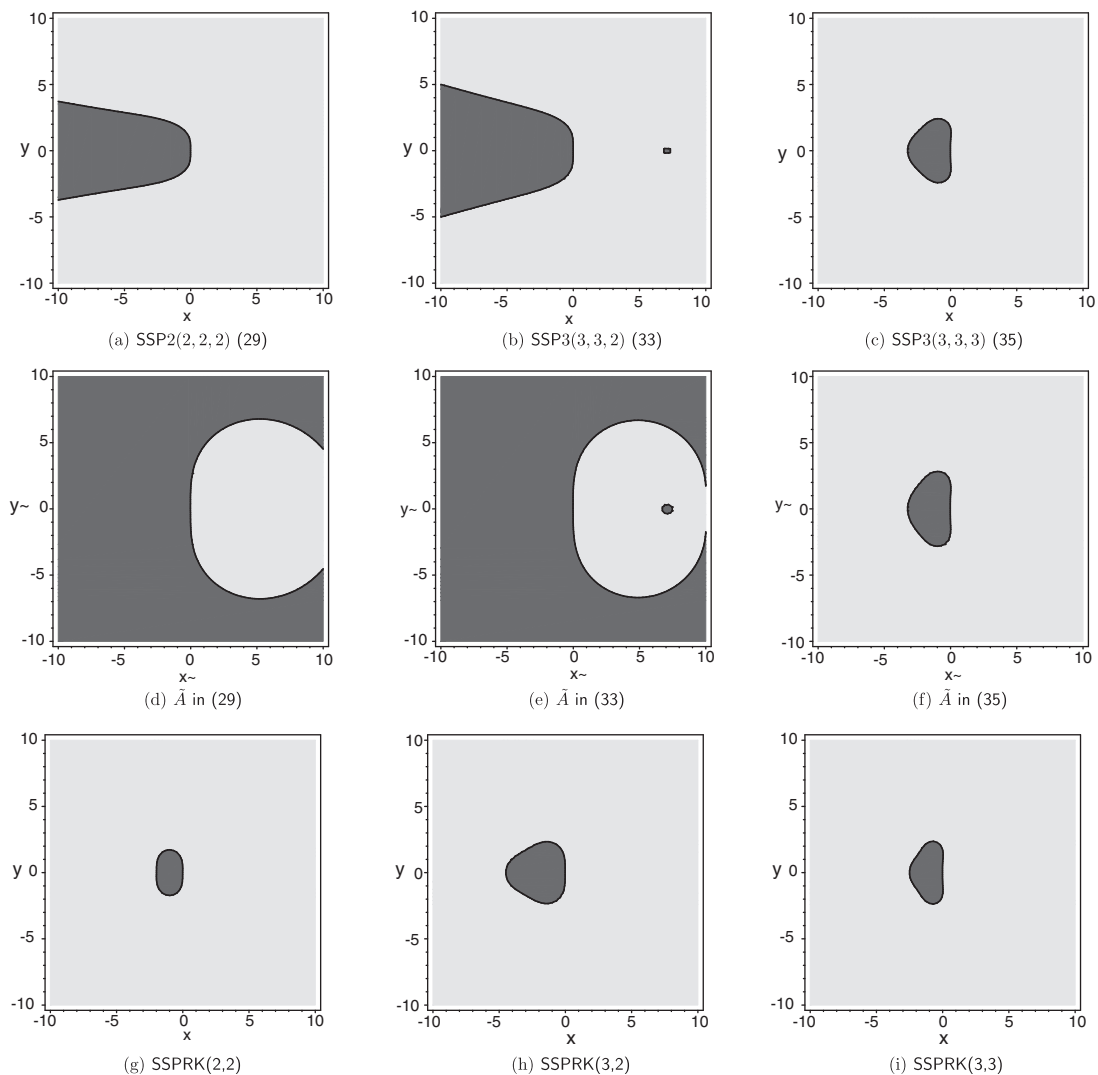 10
5
y 0
-5
-10
-10 -5 0 5 10
x
(a) SSP2(2, 2, 2) (29)
10
5
y 0
-5
-10
-10 -5 0 5 10
x
(b) SSP3(3, 3, 2) (33)
10
5
y 0
-5
-10
-10 -5 0 5 10
x
(c) SSP3(3, 3, 3) (35)
10
5
y~ 0
-5
-10
-10 -5 0 5 10
x~
(d) Ã in (29)
10
5
y~ 0
-5
-10
-10 -5 0 5 10
x~
(e) Ã in (33)
10
5
y~ 0
-5
-10
-10 -5 0 5 10
x~
(f) Ã in (35)
10
5
y 0
-5
-10
-10 -5 0 5 10
x
(g) SSPRK(2,2)
10
5
y 0
-5
-10
-10 -5 0 5 10
x
(h) SSPRK(3,2)
10
5
y 0
-5
-10
-10 -5 0 5 10
x
(i) SSPRK(3,3)